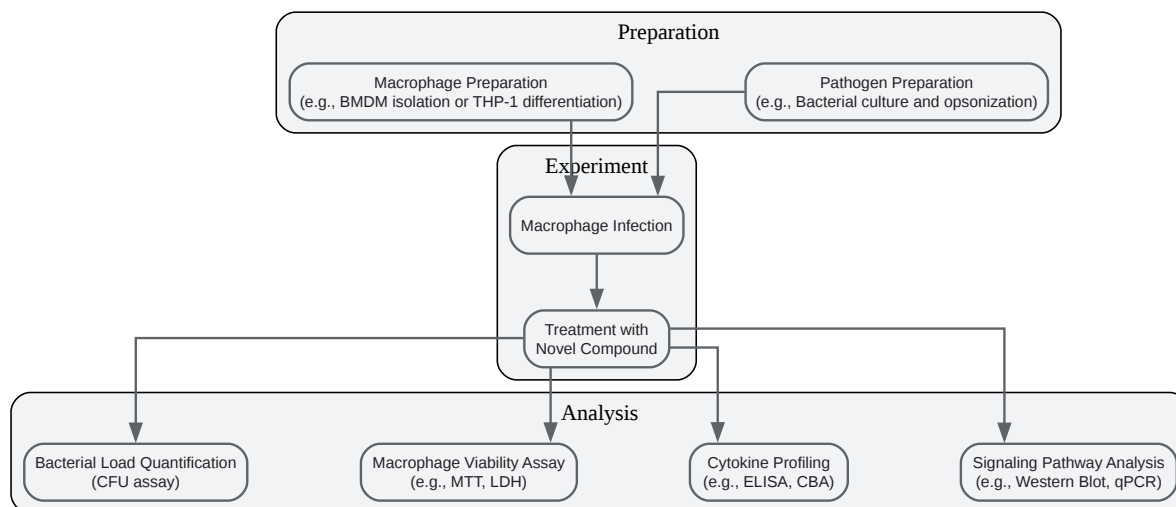 Preparation
Macrophage Preparation
(e.g., BMDM isolation or THP-1 differentiation)
Pathogen Preparation
(e.g., Bacterial culture and opsonization)
Experiment
Macrophage Infection
Treatment with
Novel Compound
Analysis
Bacterial Load Quantification
(CFU assay)
Macrophage Viability Assay
(e.g., MTT, LDH)
Cytokine Profiling
(e.g., ELISA, CBA)
Signaling Pathway Analysis
(e.g., Western Blot, qPCR)